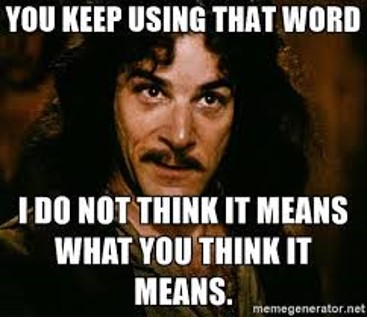 YOU KEEP USING THAT WORD
I DO NOT THINK IT MEANS
WHAT YOU THINK IT
MEANS.
memegenerator.net